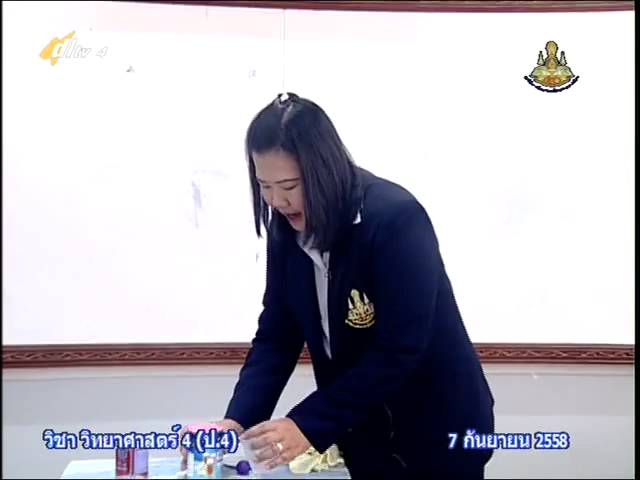 dltv 4
วิชา วิทยาศาสตร์ 4 (ป.4)
7 กันยายน 2558